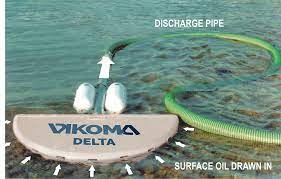 DISCHARGE PIPE
VIKOMA
DELTA
SURFACE OIL DRAWN IN